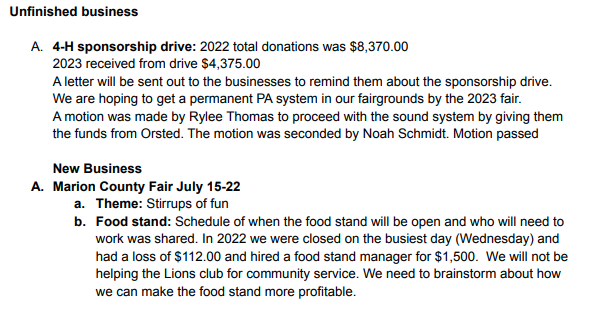 Unfinished business
A. 4-H sponsorship drive: 2022 total donations was $8,370.00
2023 received from drive $4,375.00
A letter will be sent out to the businesses to remind them about the sponsorship drive.
We are hoping to get a permanent PA system in our fairgrounds by the 2023 fair.
A motion was made by Rylee Thomas to proceed with the sound system by giving them
the funds from Orsted. The motion was seconded by Noah Schmidt. Motion passed
New Business
A. Marion County Fair July 15-22
a. Theme: Stirrups of fun
b. Food stand: Schedule of when the food stand will be open and who will need to
work was shared. In 2022 we were closed on the busiest day (Wednesday) and
had a loss of $112.00 and hired a food stand manager for $1,500. We will not be
helping the Lions club for community service. We need to brainstorm about how
we can make the food stand more profitable.